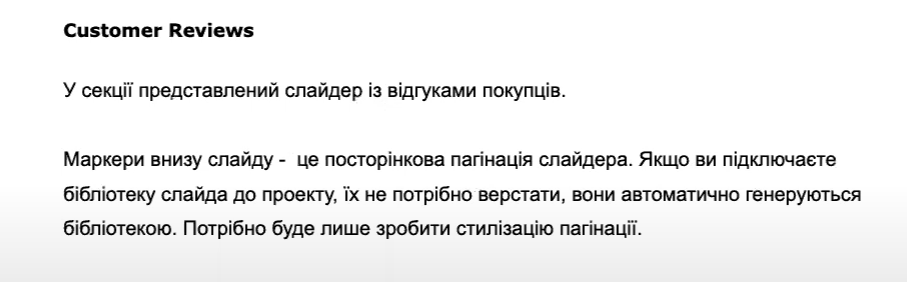 Customer Reviews
У секції представлений слайдер із відгуками покупців.
Маркери внизу слайду - це посторінкова пагінація слайдера. Якщо ви підключаєте
бібліотеку слайда до проекту, їх не потрібно верстати, вони автоматично генеруються
бібліотекою. Потрібно буде лише зробити стилізацію пагінації.